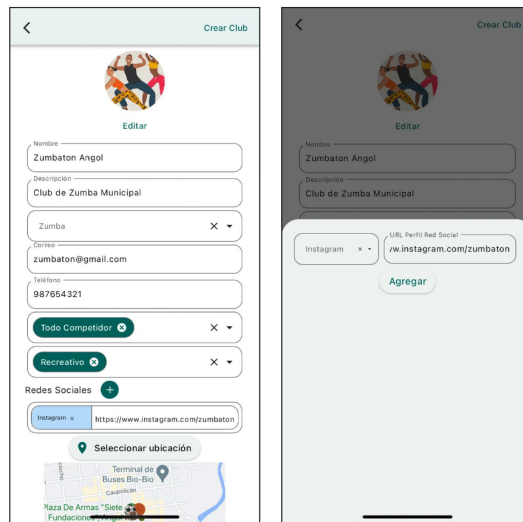 Crear Club
Editar
Nombre
Zumbaton Angol
Descripción
Club de Zumba Municipal
Zumba
Correo
zumbaton@gmail.com
Teléfono
987654321
Todo Competidor
Recreativo
Redes Sociales +
Instagram × https://www.instagram.com/zumbaton
Seleccionar ubicación
Terminal de
Buses Bio-Bio
Caupolicán
Plaza De Armas "Siete
Fundaciones
Crear Club
Editar
Nombre
Zumbaton Angol
Descripción
Club de Zumba Municipal
Instagram ×
URL Perfil Red Social
w.instagram.com/zumbaton
Agregar